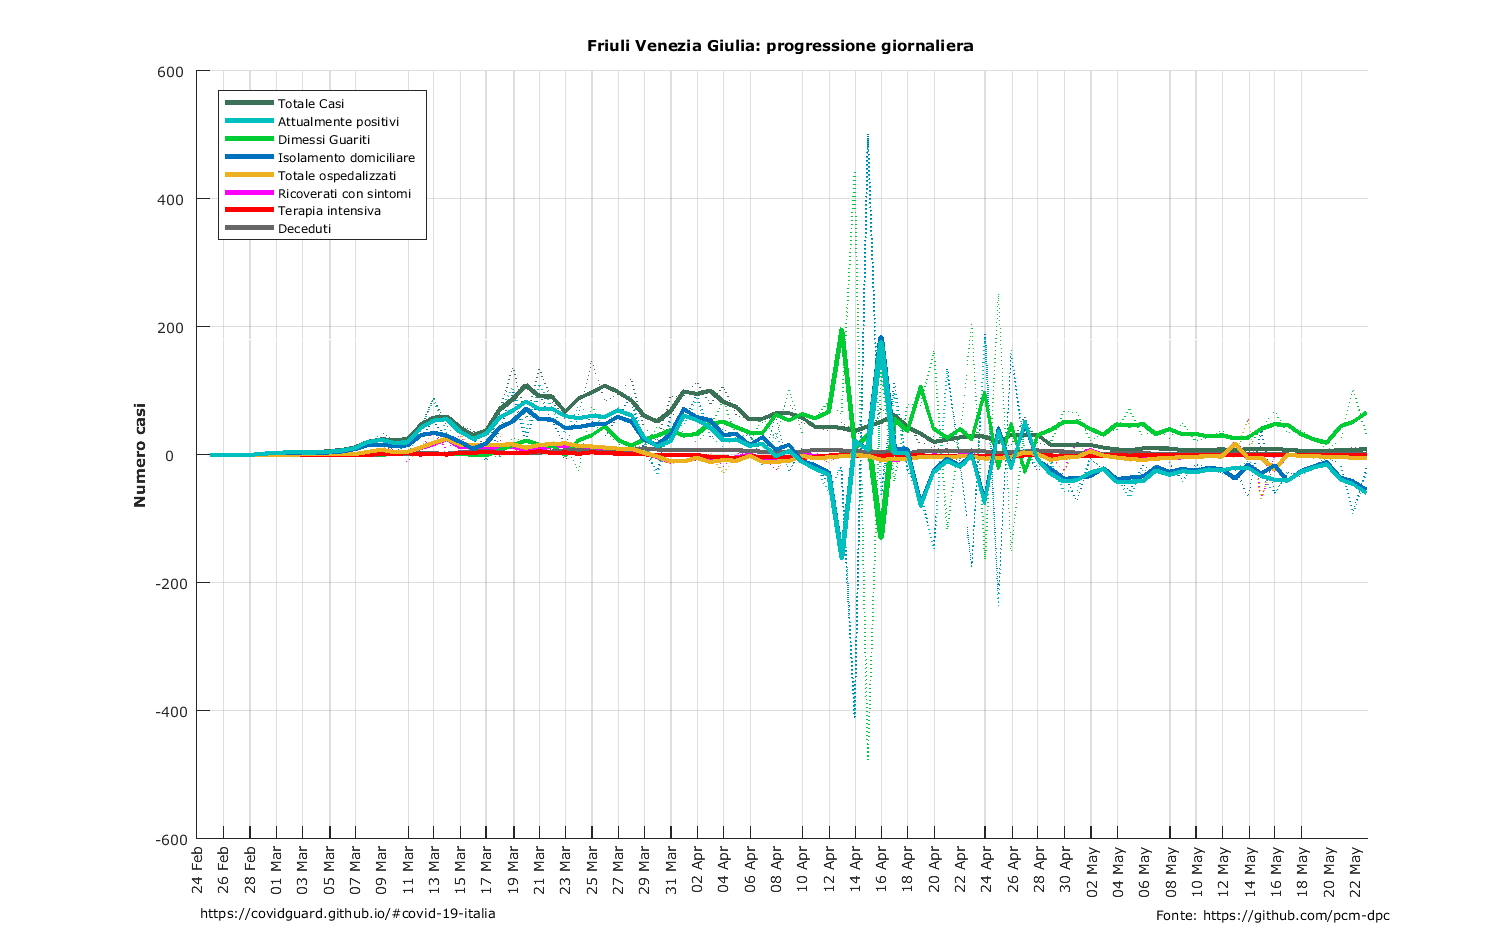 Friuli Venezia Giulia: progressione giornaliera
600
400
200
0
-200
-400
-600
Numero casi
Totale Casi
Attualmente positivi
Dimessi Guariti
Isolamento domiciliare
Totale ospedalizzati
Ricoverati con sintomi
Terapia intensiva
Deceduti
24 Feb
26 Feb
28 Feb
01 Mar
03 Mar
05 Mar
07 Mar
09 Mar
11 Mar
13 Mar
15 Mar
17 Mar
19 Mar
21 Mar
23 Mar
25 Mar
27 Mar
29 Mar
31 Mar
02 Apr
04 Apr
06 Apr
08 Apr
10 Apr
12 Apr
14 Apr
16 Apr
18 Apr
20 Apr
22 Apr
24 Apr
26 Apr
28 Apr
30 Apr
02 May
04 May
06 May
08 May
10 May
12 May
14 May
16 May
18 May
20 May
22 May
https://covidguard.github.io/#covid-19-italia
Fonte: https://github.com/pcm-dpc